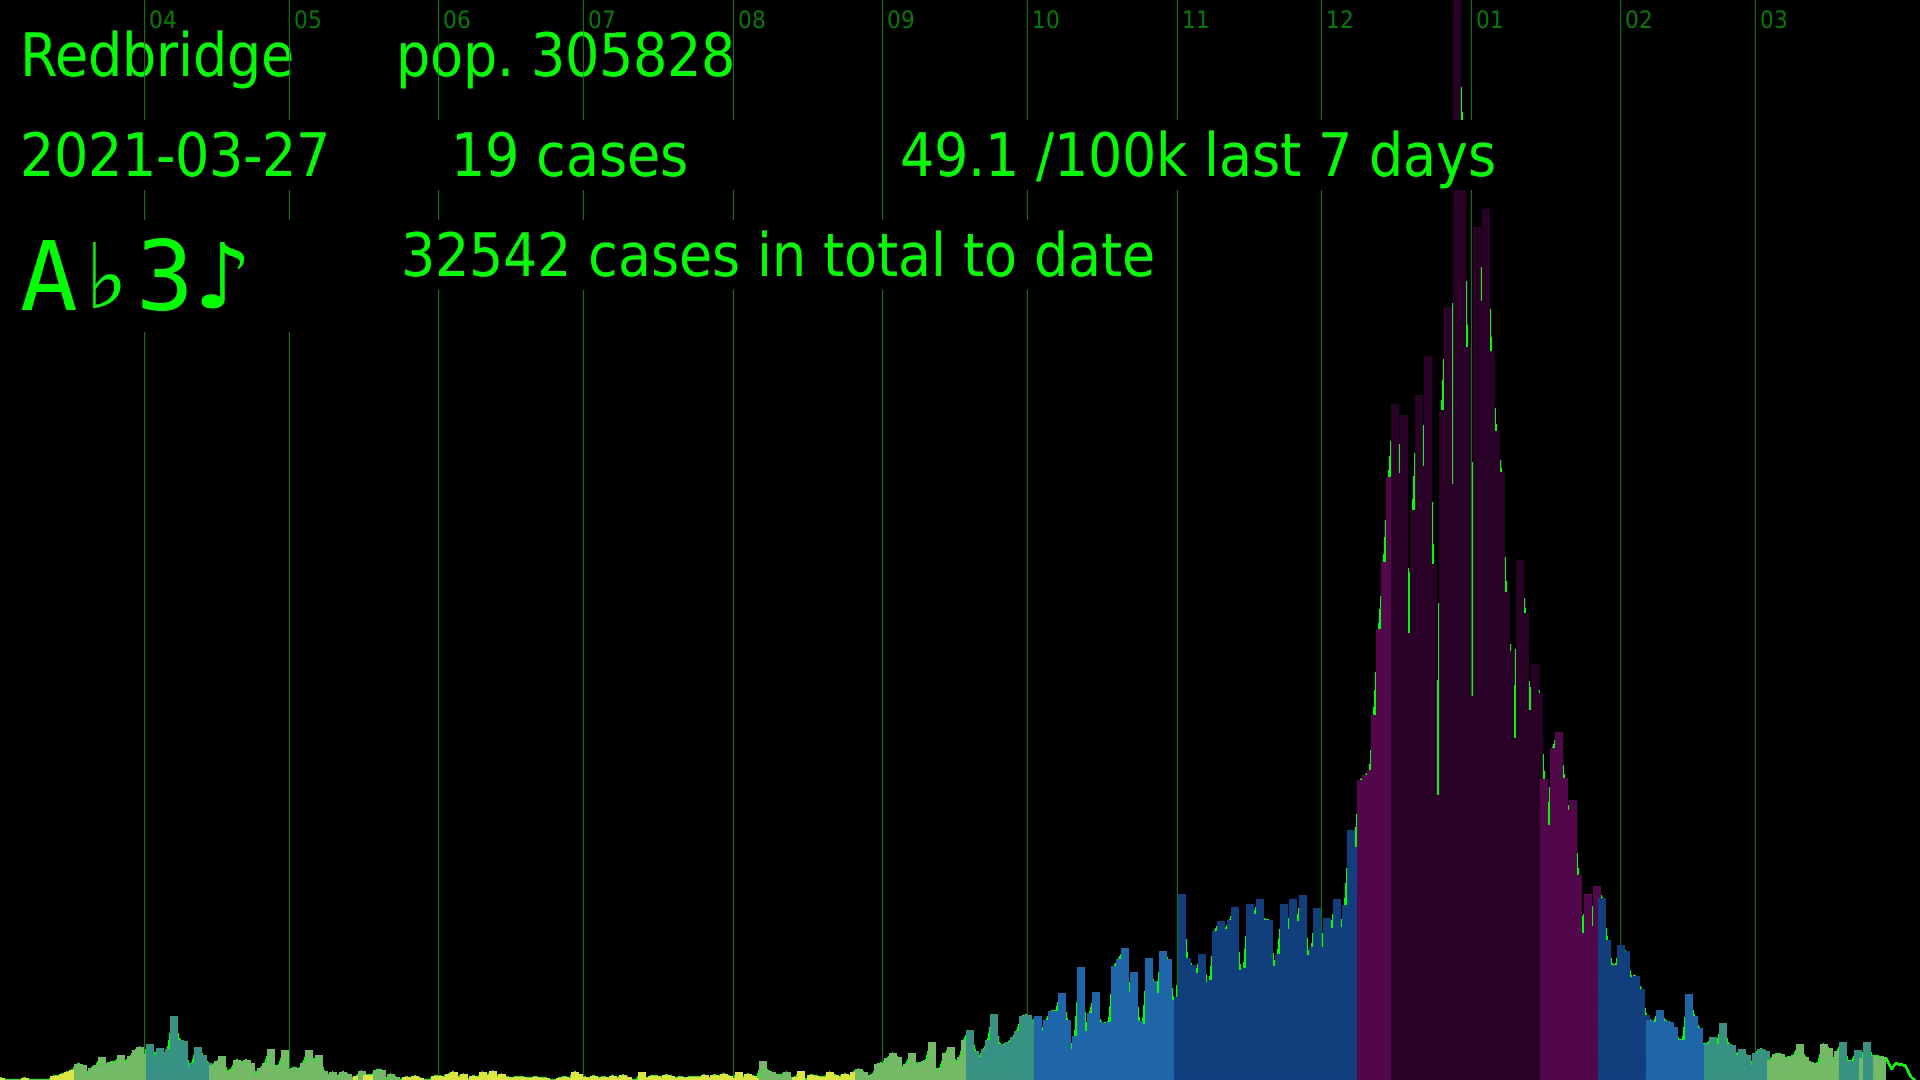 04 05 06 07 08 09 10 11 12 01 02 03
Redbridge pop. 305828
2021-03-27 19 cases 49.1 /100k last 7 days
A♭3♪ 32542 cases in total to date